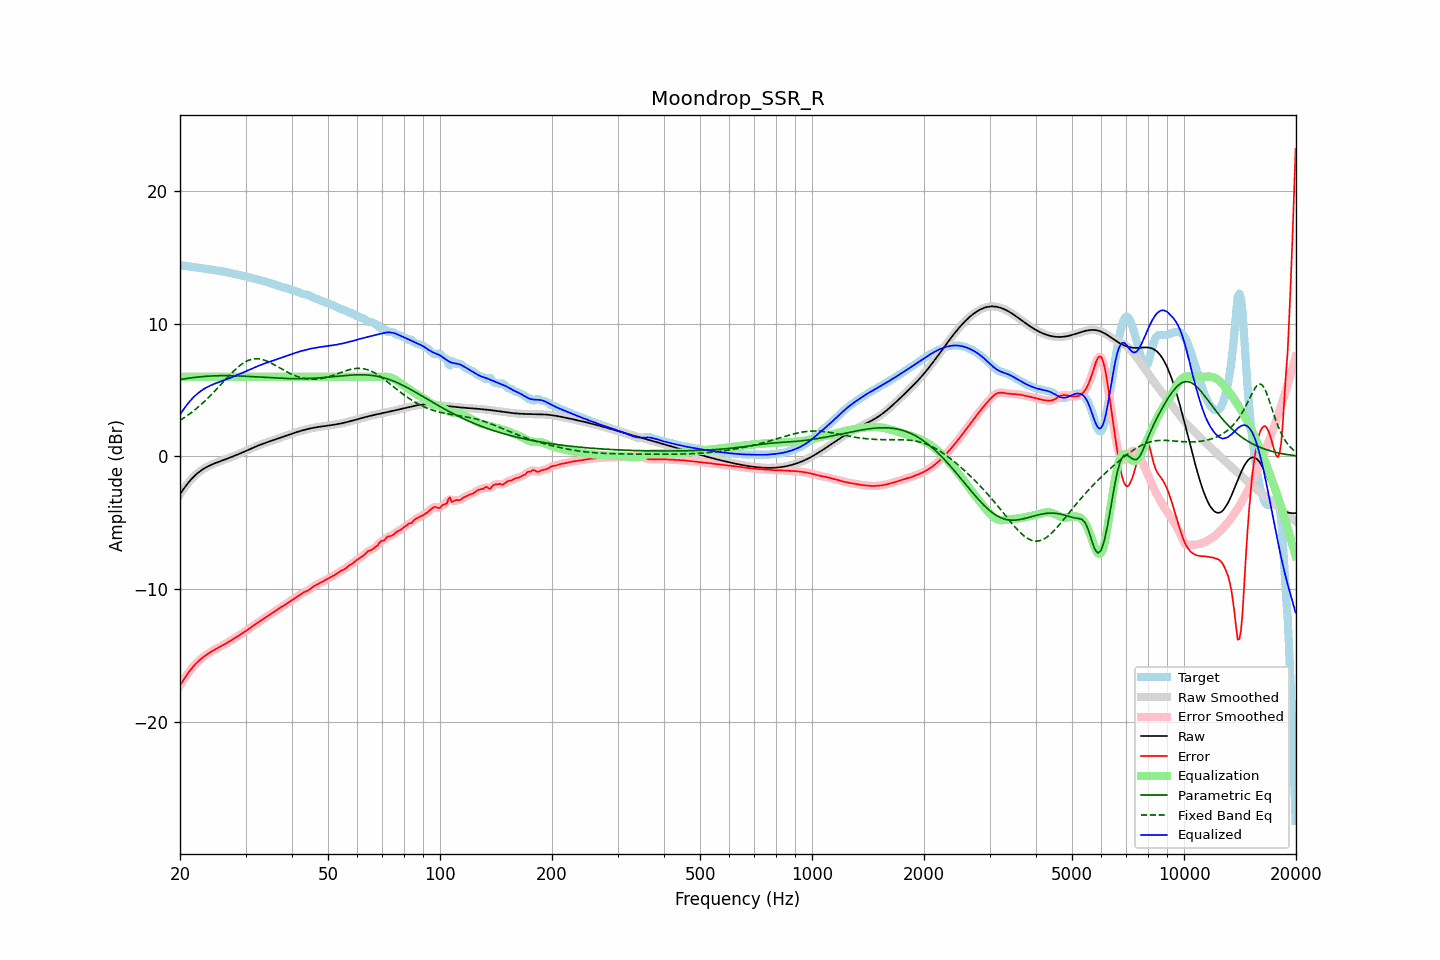 Moondrop_SSR_R
Amplitude (dBr)
20
10
0
−10
−20
20
50
100
200
500
1000
2000
5000
10000
20000
Frequency (Hz)
Target
Raw Smoothed
Error Smoothed
Raw
Error
Equalization
Parametric Eq
Fixed Band Eq
Equalized